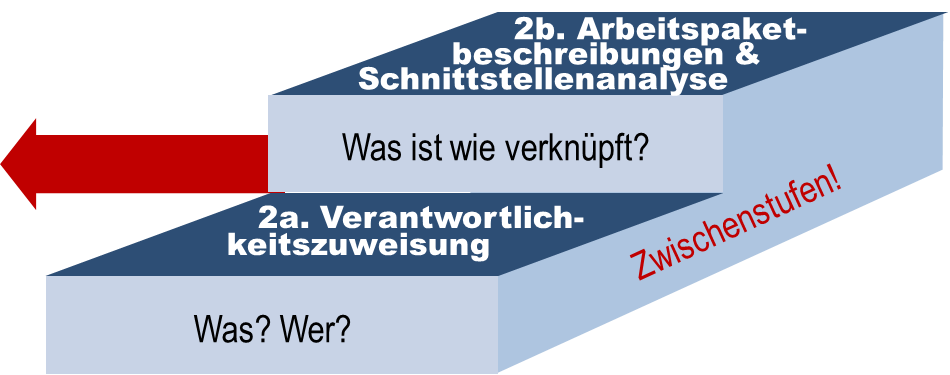 2b. Arbeitspaket-
beschreibungen &
Schnittstellenanalyse
Was ist wie verknüpft?
2a. Verantwortlich-
keitszuweisung
Zwischenstufen!
Was? Wer?